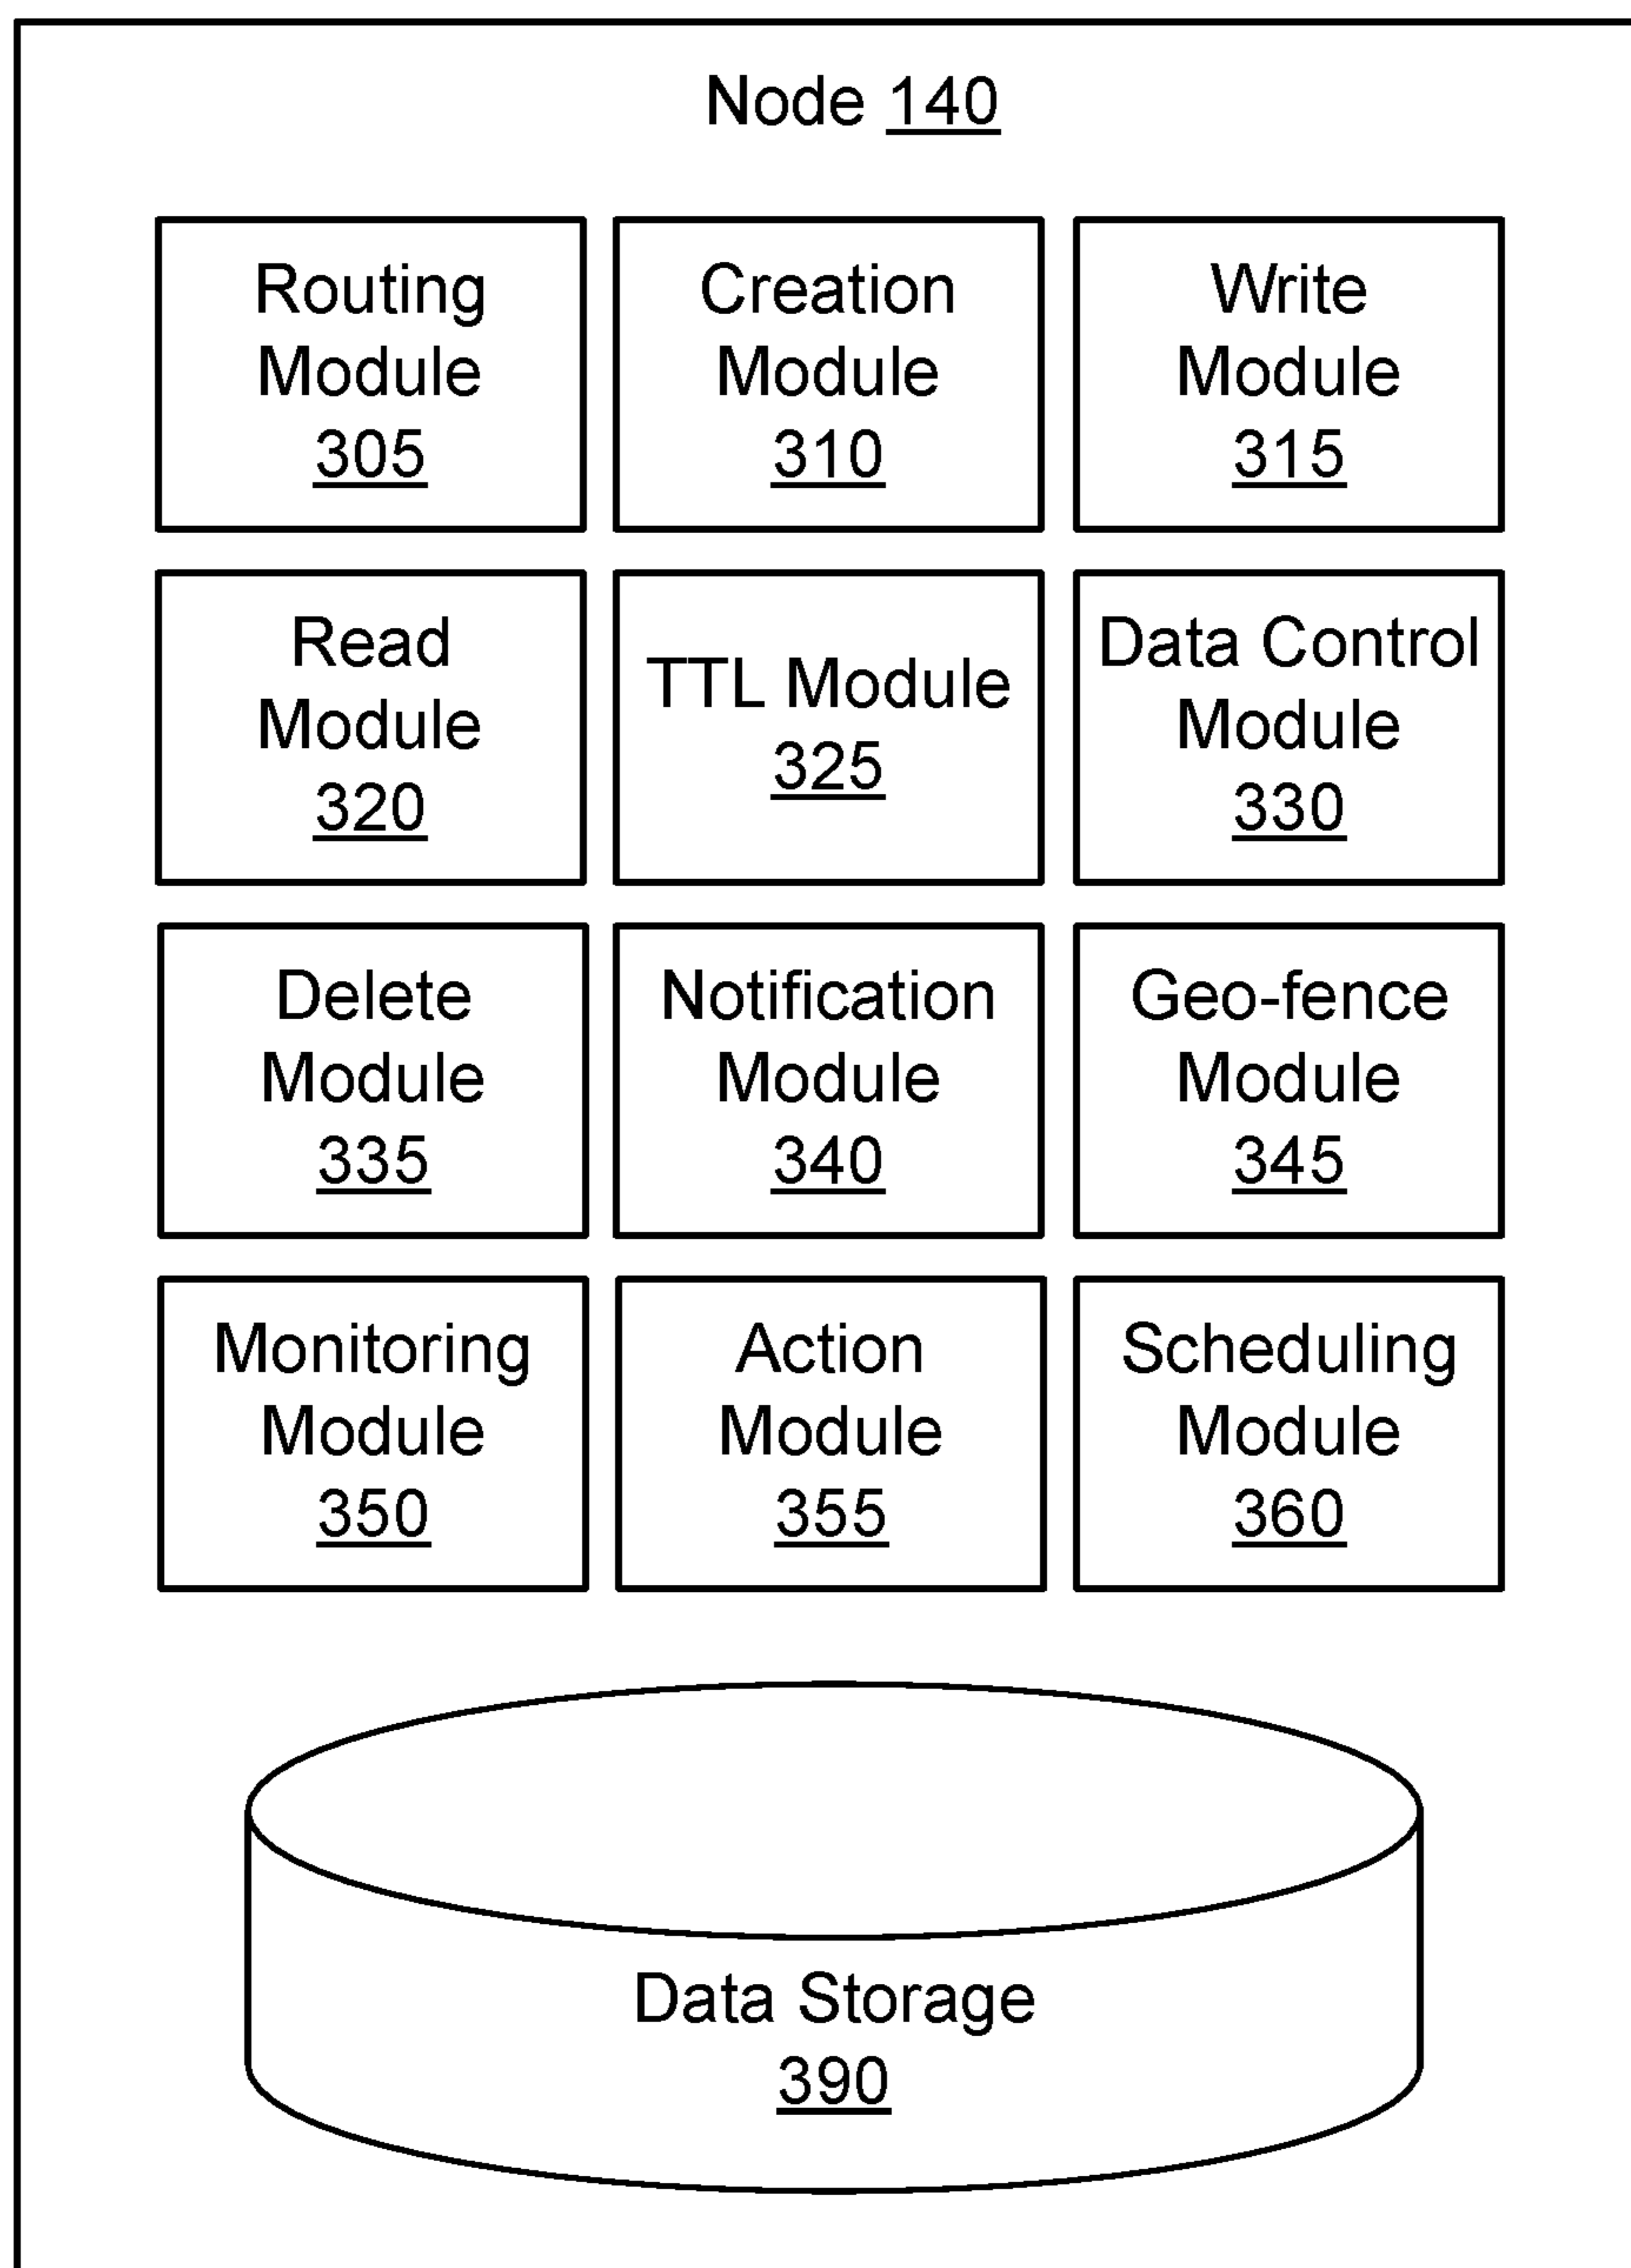 Node 140
Routing
Module
305
Creation
Module
310
Write
Module
315
Read
Module
320
TTL Module
325
Data Control
Module
330
Delete
Module
335
Notification
Module
340
Geo-fence
Module
345
Monitoring
Module
350
Action
Module
355
Scheduling
Module
360
Data Storage
390